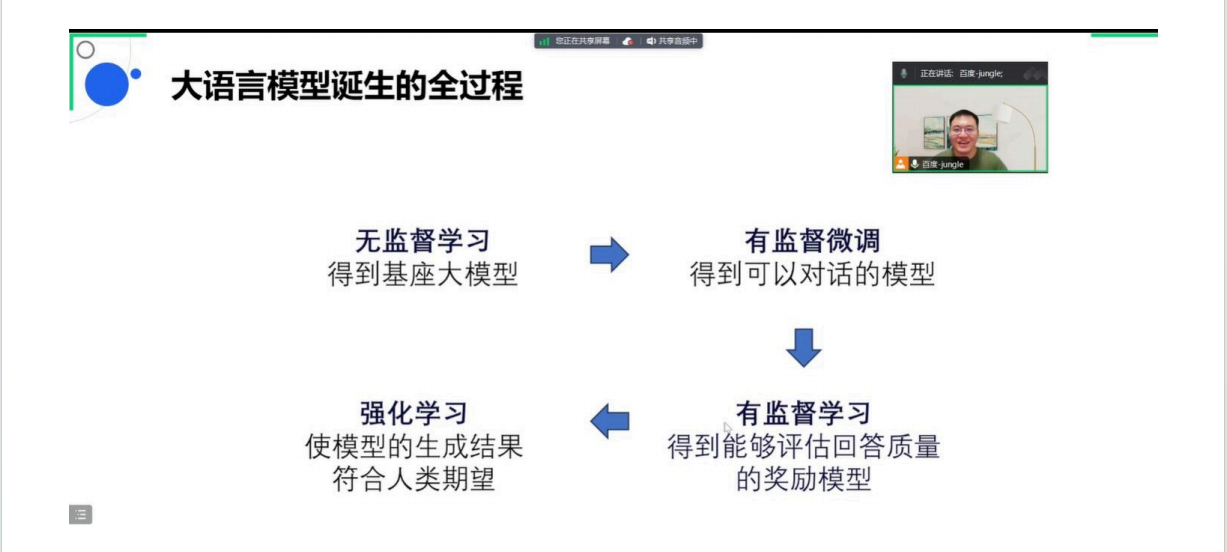 您正在共享屏幕 共享音频中
大语言模型诞生的全过程
正在讲话: 百度-jungle;
百度-jungle
无监督学习
得到基座大模型
有监督微调
得到可以对话的模型
有监督学习
得到能够评估回答质量
的奖励模型
强化学习
使模型的生成结果
符合人类期望